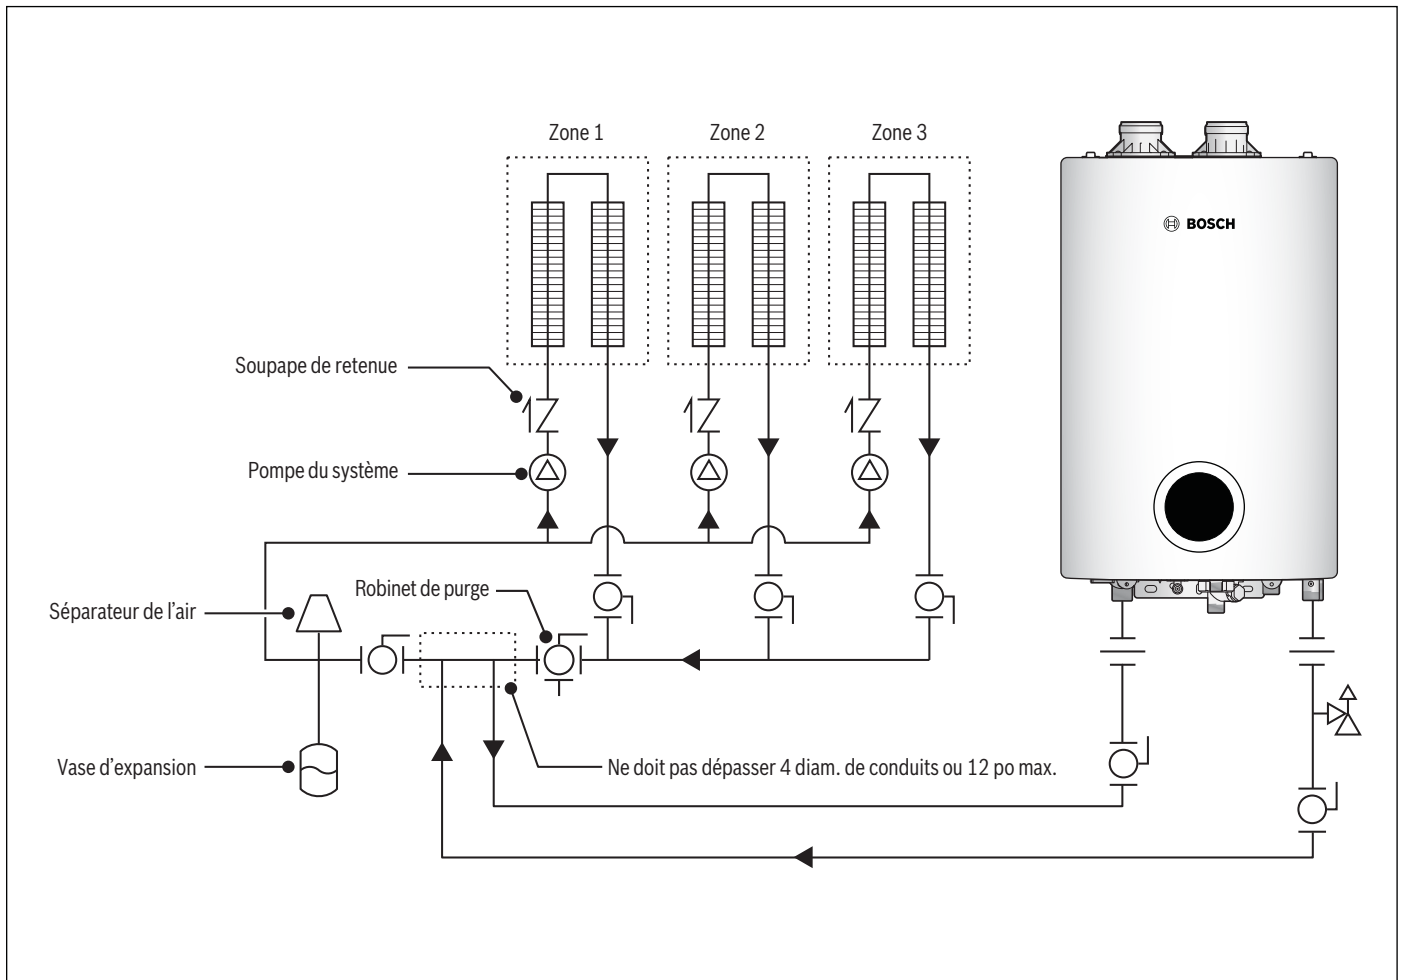 Zone 1
Zone 2
Zone 3
BOSCH
Soupape de retenue
Pompe du système
Robinet de purge
Séparateur de l’air
Vase d’expansion
Ne doit pas dépasser 4 diam. de conduits ou 12 po max.